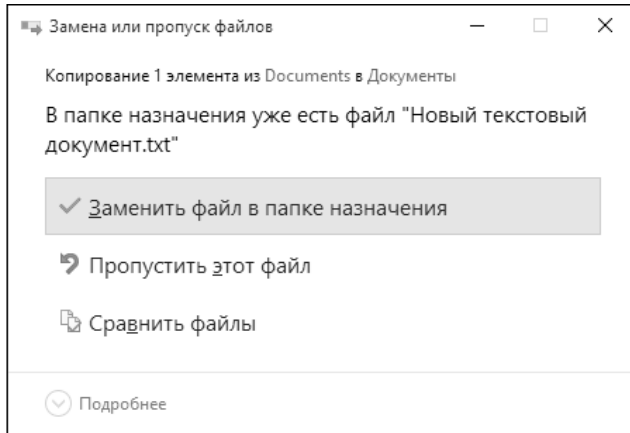 Замена или пропуск файлов
Копирование 1 элемента из Documents в Документы
В папке назначения уже есть файл "Новый текстовый
документ.txt"
Заменить файл в папке назначения
Пропустить этот файл
Сравнить файлы
Подробнее